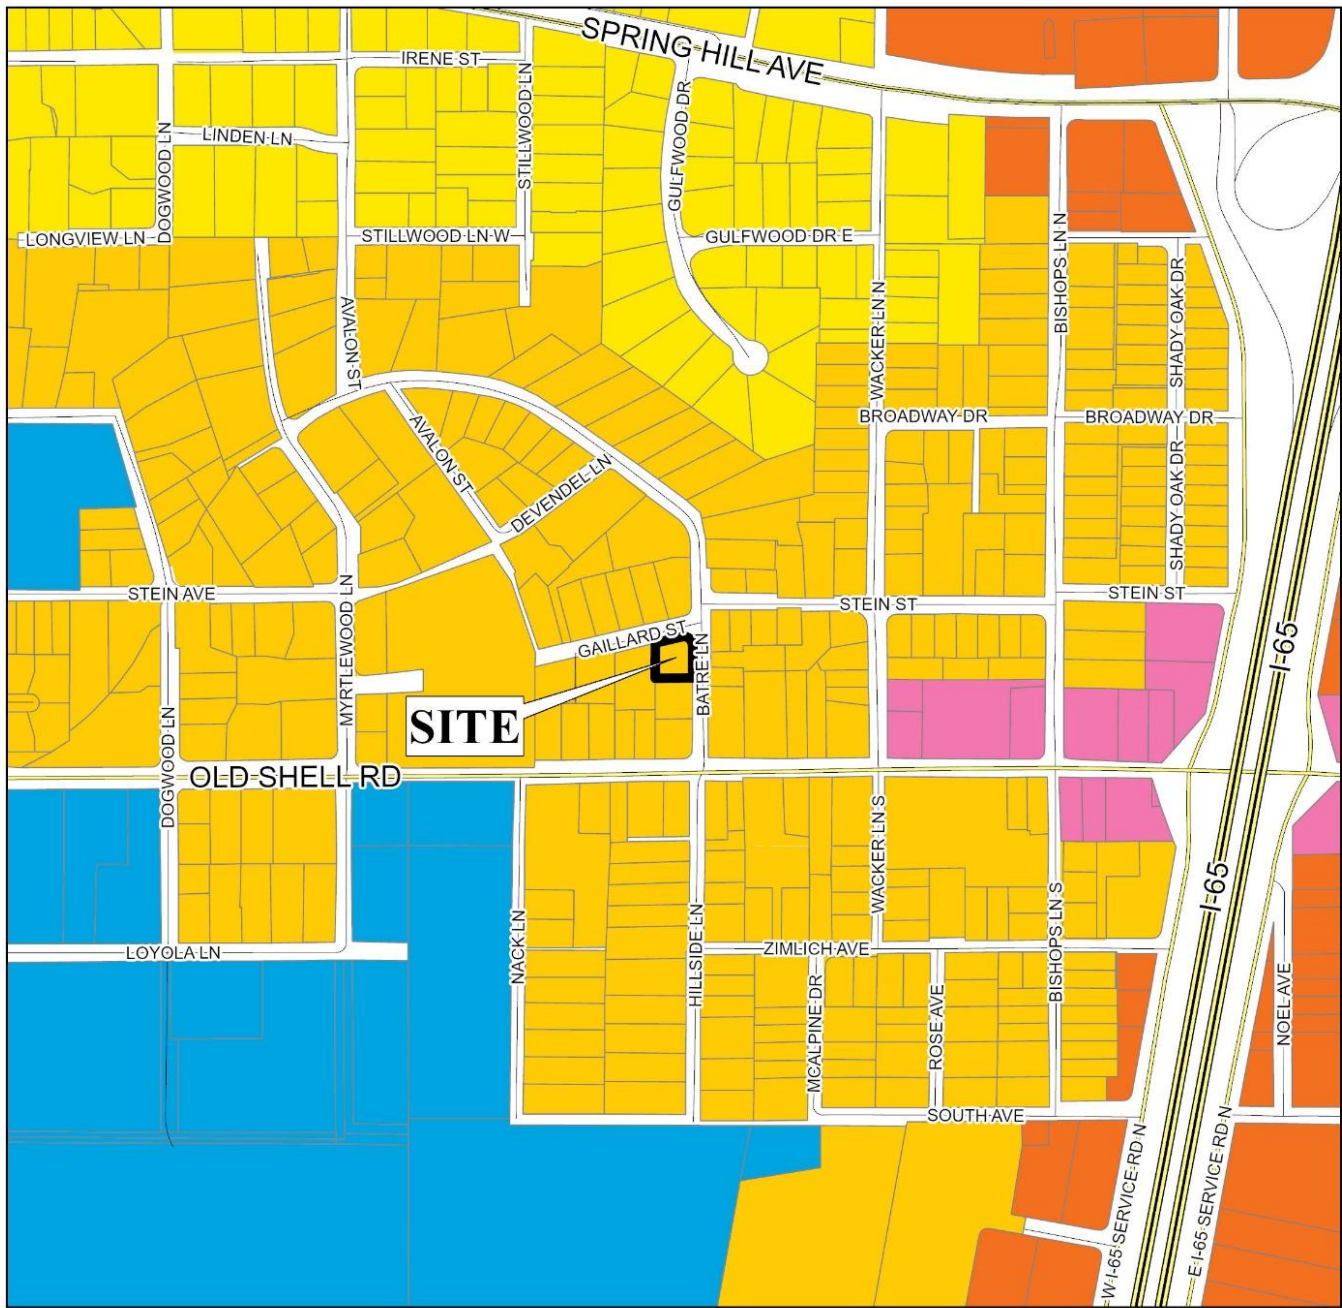 SPRING HILL AVE
IRENE ST
STILLWOOD LN
GULFWOOD DR
LINDEN LN
DOGWOOD LN
LONGVIEW LN
STILLWOOD LN W
GULFWOOD DR E
BISHOPS LN N
WACKER LN N
SHADY OAK DR
AVALON ST
BROADWAY DR
BROADWAY DR
AVALON ST
DEVENDEL LN
SHADY OAK DR
STEIN AVE
STEIN ST
STEIN ST
MYRTLEWOOD LN
GAILLARD ST
BATRE LN
I-65
SITE
DOGWOOD LN
OLD SHELL RD
WACKER LN S
I-65
BISHOPS LN S
LOYOLA LN
NACK LN
HILLSIDE LN
ZIMLICH AVE
MCALPINE DR
ROSE AVE
NOEL AVE
SOUTH AVE
W I-65 SERVICE RD N
E I-65 SERVICE RD N